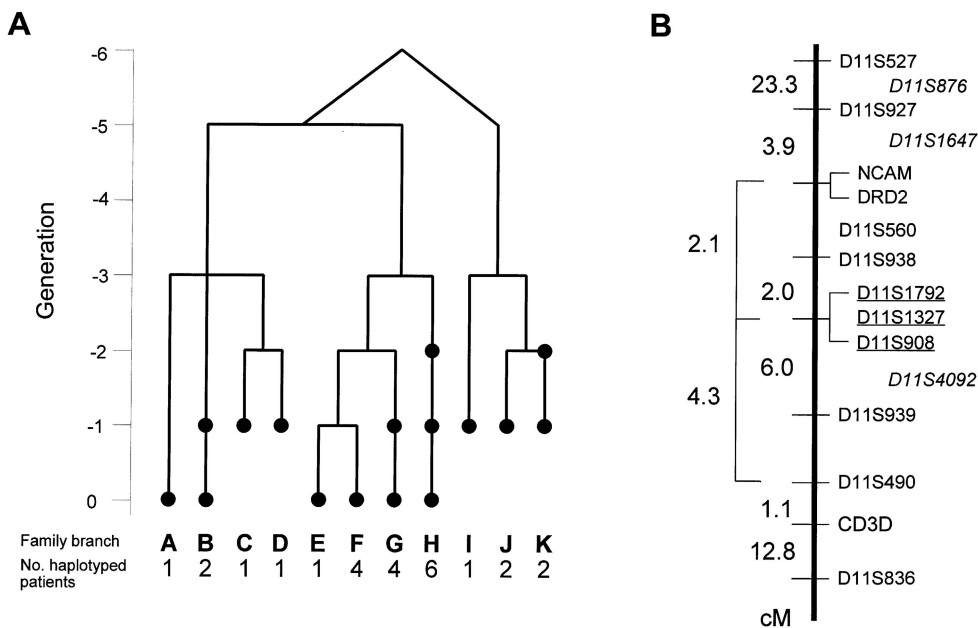 A
-6
-5
-4
-3
-2
-1
0
Generation
Family branch A B C D E F G H I J K
No. haplotyped 1 2 1 1 1 4 4 6 1 2 2
patients
B
D11S527
23.3 D11S876
D11S927
3.9 D11S1647
NCAM
DRD2
2.1 D11S560
D11S938
2.0 D11S1792
D11S1327
D11S908
6.0 D11S4092
4.3
D11S939
D11S490
1.1
CD3D
12.8
D11S836
cM